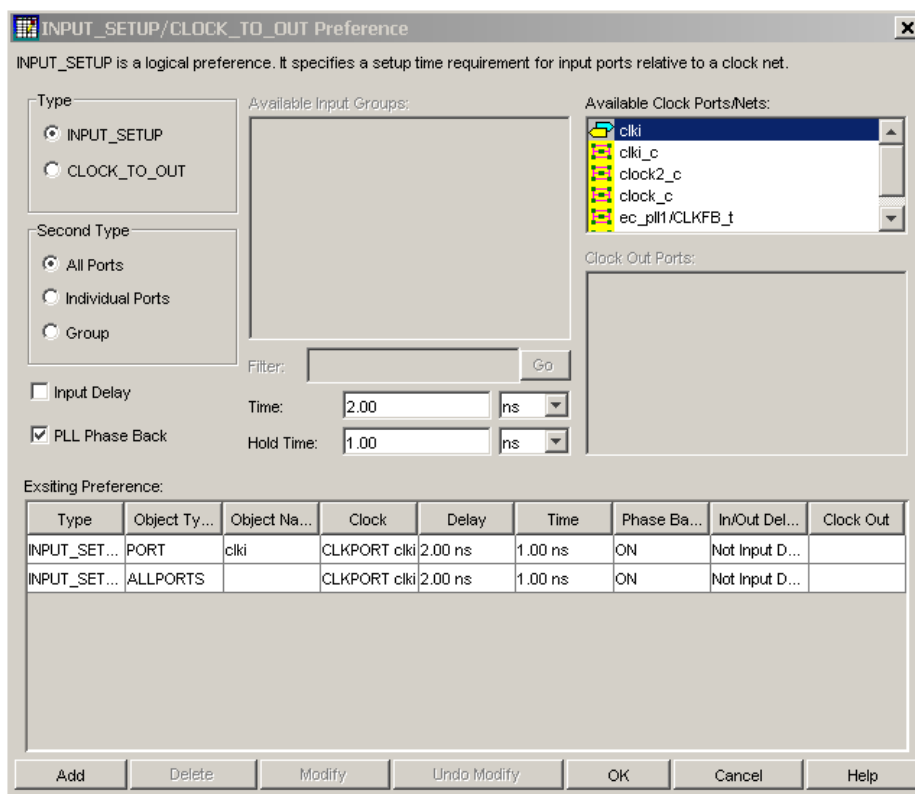 INPUT_SETUP/CLOCK_TO_OUT Preference
INPUT_SETUP is a logical preference. It specifies a setup time requirement for input ports relative to a clock net.
Type
INPUT_SETUP
CLOCK_TO_OUT
Second Type
All Ports
Individual Ports
Group
Input Delay
PLL Phase Back
Available Input Groups:
Filter:
Go
Time:
2.00
ns
Hold Time:
1.00
ns
Available Clock Ports/Nets:
clki
clki_c
clock2_c
clock_c
ec_pll1/CLKFB_t
Clock Out Ports:
Exsiting Preference:
Type Object Ty... Object Na... Clock Delay Time Phase Ba... In/Out Del... Clock Out
INPUT_SET... PORT clki CLKPORT clki 2.00 ns 1.00 ns ON Not Input D...
INPUT_SET... ALLPORTS CLKPORT clki 2.00 ns 1.00 ns ON Not Input D...
Add Delete Modify Undo Modify OK Cancel Help